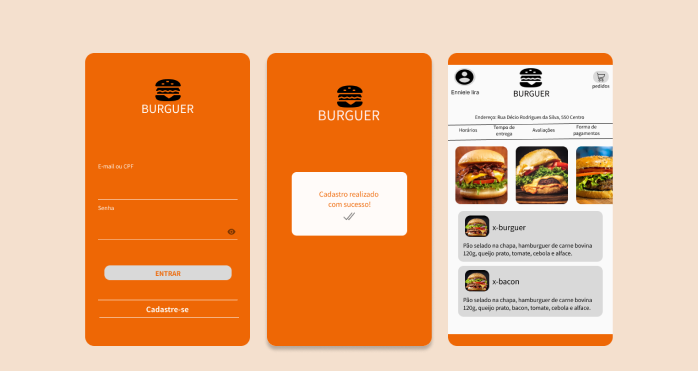 BURGUER
E-mail ou CPF
Senha
ENTRAR
Cadastre-se
BURGUER
Cadastro realizado
com sucesso!
Enniele lira
BURGUER
pedidos
Endereço: Rua Décio Rodrigues da Silva, 550 Centro
Horários
Tempo de
entrega
Avaliações
Forma de
pagamentos
x-burguer
Pão selado na chapa, hamburguer de carne bovina
120g, queijo prato, tomate, cebola e alface.
x-bacon
Pão selado na chapa, hamburguer de carne bovina
120g, queijo prato, bacon, tomate, cebola e alface.